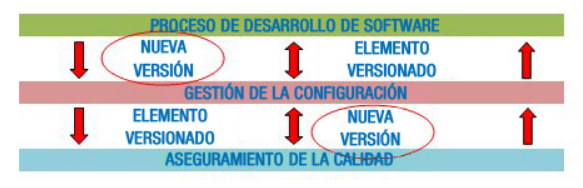 PROCESO DE DESARROLLO DE SOFTWARE
NUEVA
VERSIÓN
ELEMENTO
VERSIONADO
GESTIÓN DE LA CONFIGURACIÓN
ELEMENTO
VERSIONADO
NUEVA
VERSIÓN
ASEGURAMIENTO DE LA CALIDAD